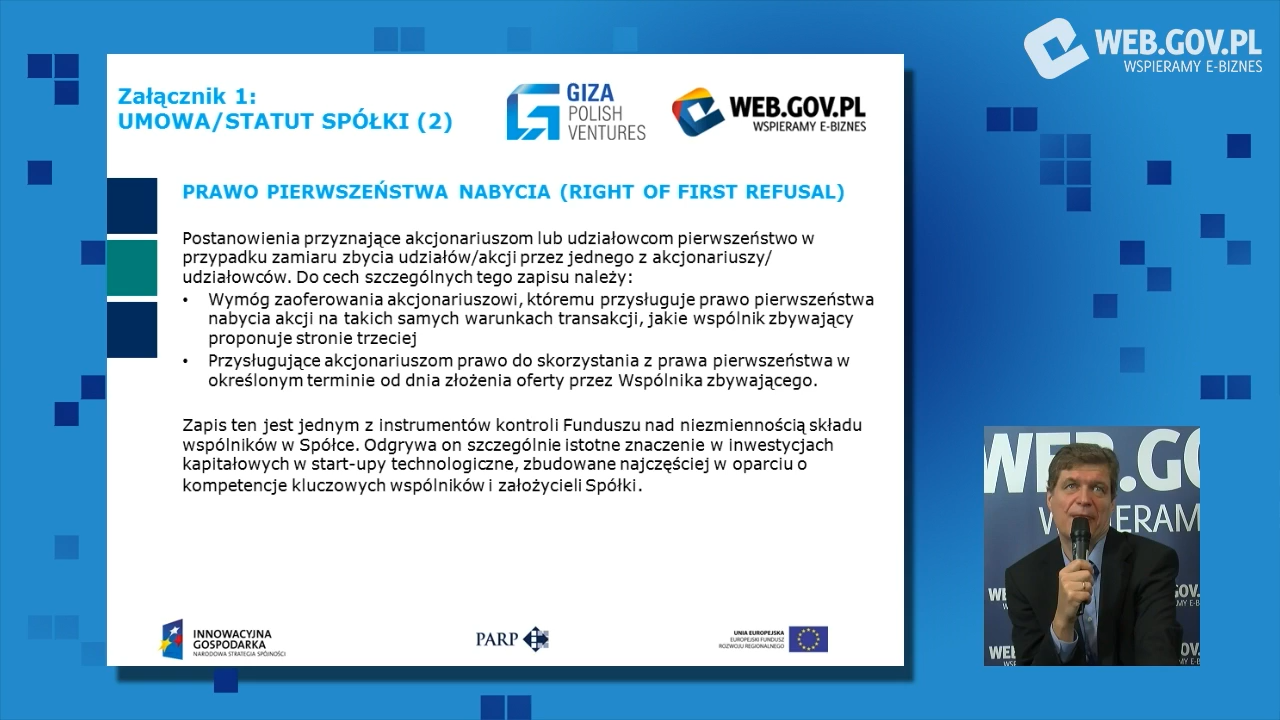 WEB.GOV.PL
WSPIERAMY E-BIZNES
Załącznik 1:
UMOWA/STATUT SPÓŁKI (2)
GIZA
POLISH
VENTURES
WEB.GOV.PL
WSPIERAMY E-BIZNES
PRAWO PIERWSZEŃSTWA NABYCIA (RIGHT OF FIRST REFUSAL)
Postanowienia przyznające akcjonariuszom lub udziałowcom pierwszeństwo w
przypadku zamiaru zbycia udziałów/akcji przez jednego z akcjonariuszy/
udziałowców. Do cech szczególnych tego zapisu należy:
• Wymóg zaoferowania akcjonariuszowi, któremu przysługuje prawo pierwszeństwa
nabycia akcji na takich samych warunkach transakcji, jakie wspólnik zbywający
proponuje stronie trzeciej
• Przysługujące akcjonariuszom prawo do skorzystania z prawa pierwszeństwa w
określonym terminie od dnia złożenia oferty przez Wspólnika zbywającego.
Zapis ten jest jednym z instrumentów kontroli Funduszu nad niezmiennością składu
wspólników w Spółce. Odgrywa on szczególnie istotne znaczenie w inwestycjach
kapitałowych w start-upy technologiczne, zbudowane najczęściej w oparciu o
kompetencje kluczowych wspólników i założycieli Spółki.
INNOWACYJNA
GOSPODARKA
NARODOWA STRATEGIA SPÓJNOŚCI
PARP
UNIA EUROPEJSKA
EUROPEJSKI FUNDUSZ
ROZWOJU REGIONALNEGO
WEB.GO
WSPIERAM